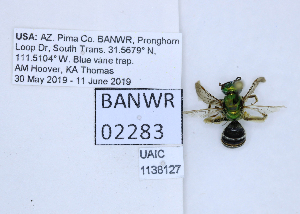 USA: AZ. Pima Co. BANWR, Pronghorn
Loop Dr, South Trans. 31.5679° N,
111.5104° W. Blue vane trap.
AM Hoover, KA Thomas
30 May 2019 - 11 June 2019
BANWR
02283
UAIC
1138127